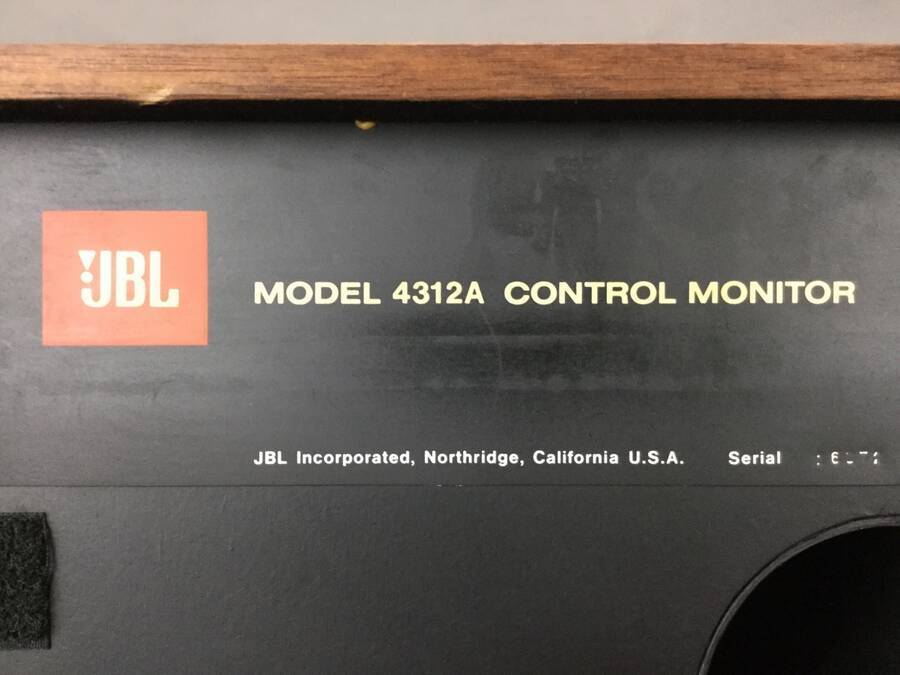 JBL
MODEL 4312A CONTROL MONITOR
JBL Incorporated, Northridge, California U.S.A. Serial